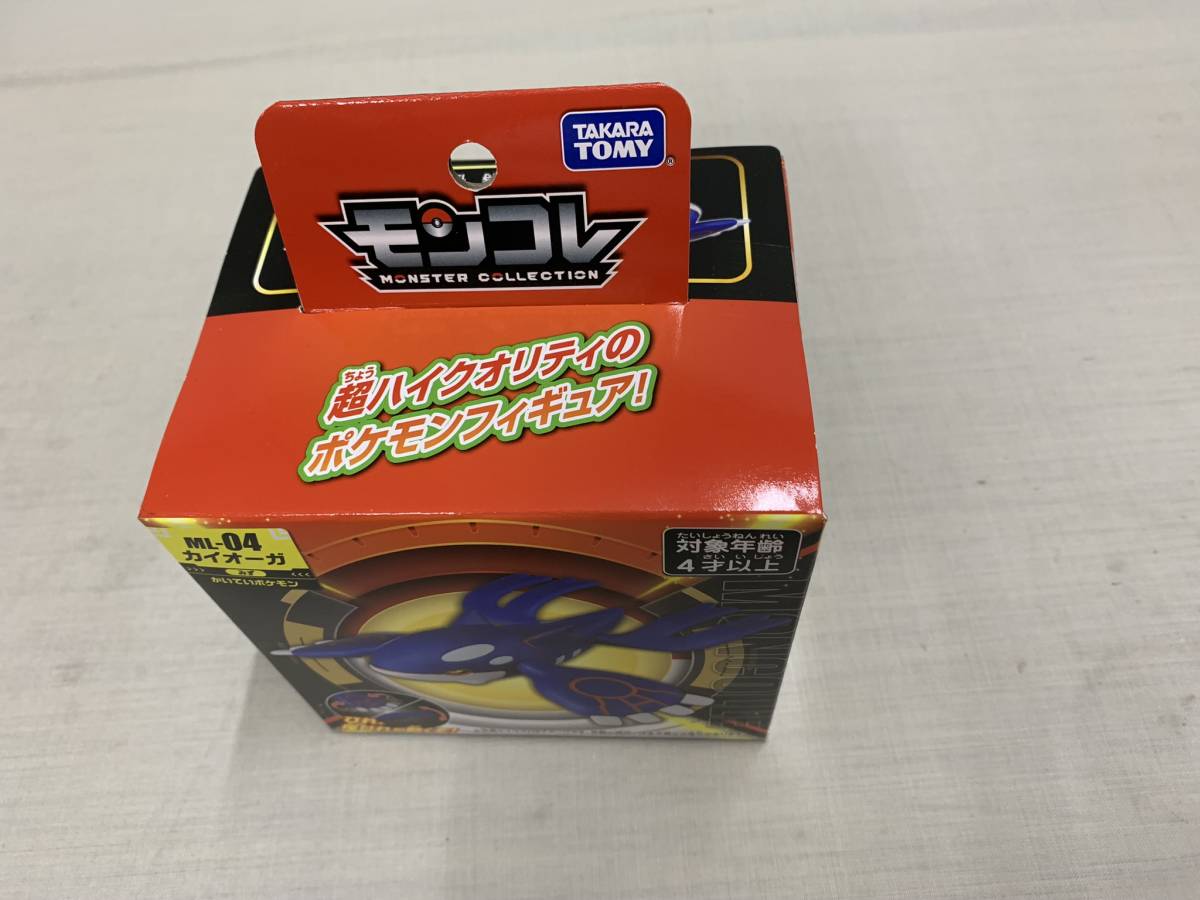 TAKARA
TOMY
®
モンコレ
MONSTER COLLECTION
ちょう
超ハイクオリティの
ポケモンフィギュア!
ML-04
カイオーガ
みず
かいていポケモン
たいしょうねんれい
対象年齢
さいいじょう
4才以上